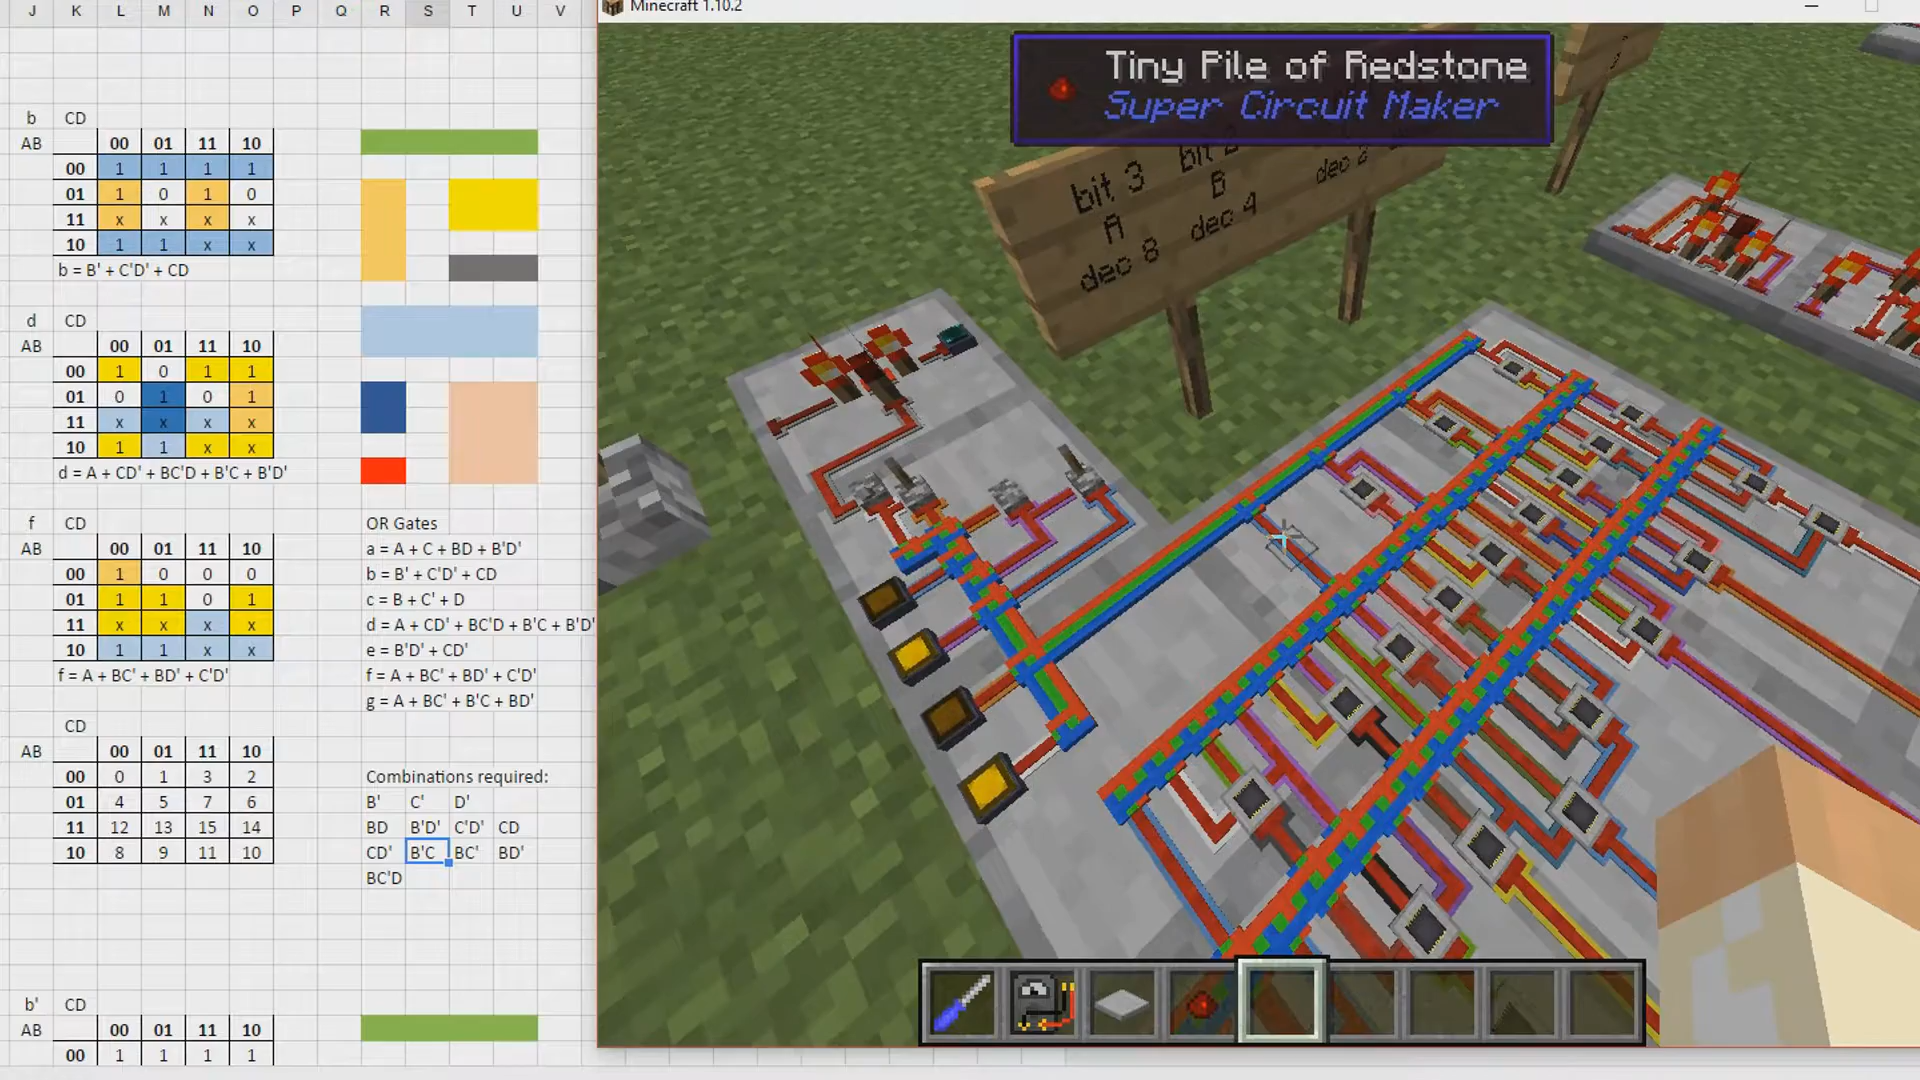 J K L M N O P Q R S T U V
b CD
AB 00 01 11 10
00 1 1 1 1
01 1 0 1 0
11 x x x x
10 1 1 x x
b = B' + C'D' + CD
d CD
AB 00 01 11 10
00 1 0 1 1
01 0 1 0 1
11 x x x x
10 1 1 x x
d = A + CD' + BC'D + B'C + B'D'
f CD
AB 00 01 11 10
00 1 0 0 0
01 1 1 0 1
11 x x x x
10 1 1 x x
f = A + BC' + BD' + C'D'
CD
AB 00 01 11 10
00 0 1 3 2
01 4 5 7 6
11 12 13 15 14
10 8 9 11 10
b' CD
AB 00 01 11 10
00 1 1 1 1
OR Gates
a = A + C + BD + B'D'
b = B' + C'D' + CD
c = B + C' + D
d = A + CD' + BC'D + B'C + B'D'
e = B'D' + CD'
f = A + BC' + BD' + C'D'
g = A + BC' + B'C + BD'
Combinations required:
B' C' D'
BD B'D' C'D' CD
CD' B'C BC' BD'
BC'D
Minecraft 1.10.2
Tiny Pile of Redstone
Super Circuit Maker
bit 3 bit 2
A B
dec 8 dec 4 dec 2